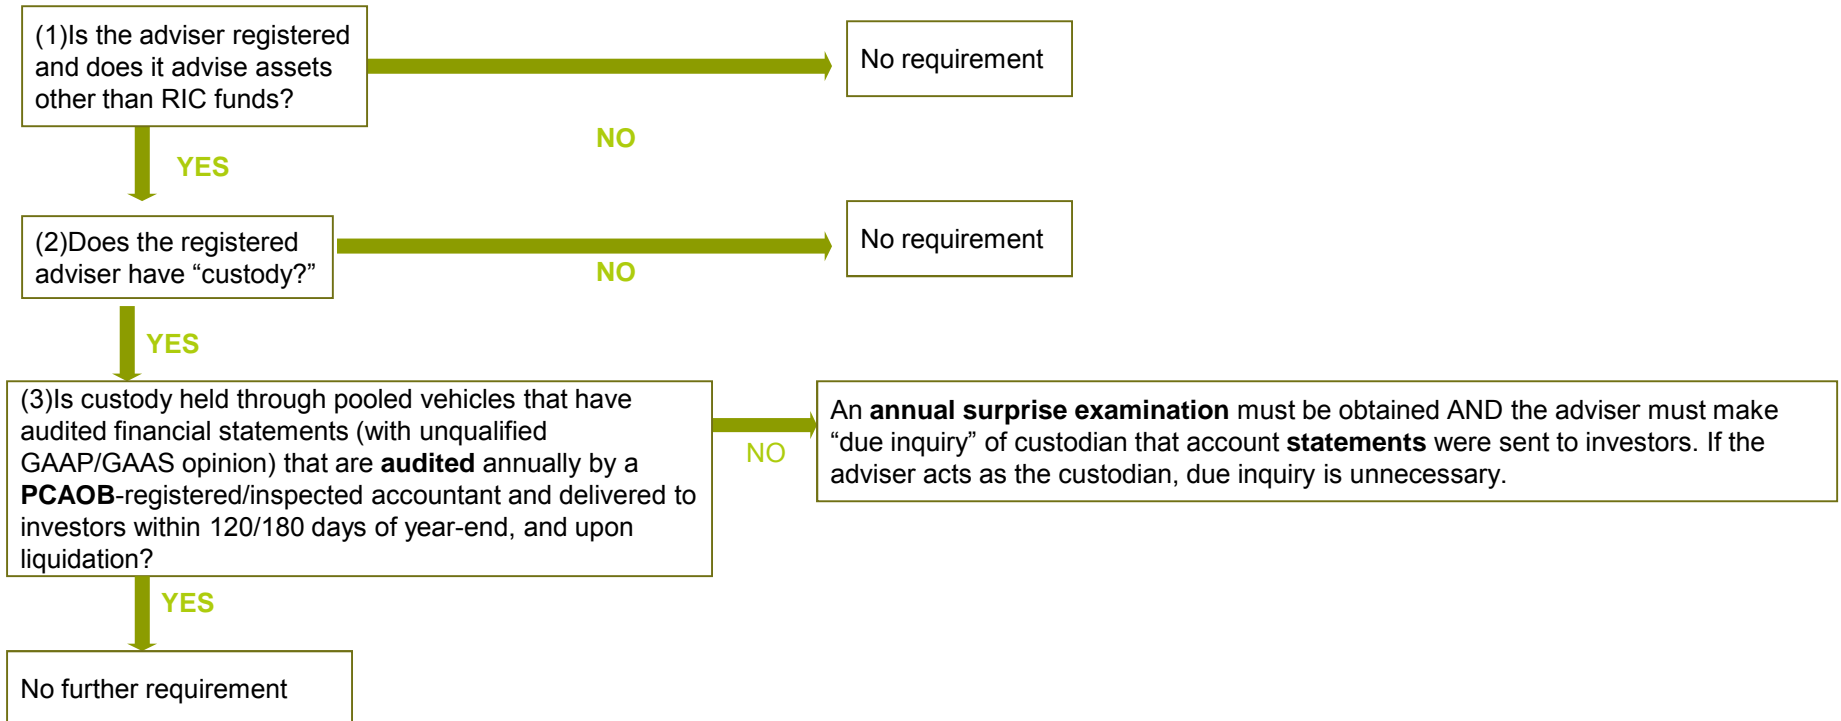 (1)Is the adviser registered
and does it advise assets
other than RIC funds?
No requirement
NO
YES
(2)Does the registered
adviser have “custody?”
No requirement
NO
YES
(3)Is custody held through pooled vehicles that have
audited financial statements (with unqualified
GAAP/GAAS opinion) that are audited annually by a
PCAOB-registered/inspected accountant and delivered to
investors within 120/180 days of year-end, and upon
liquidation?
NO
An annual surprise examination must be obtained AND the adviser must make
“due inquiry” of custodian that account statements were sent to investors. If the
adviser acts as the custodian, due inquiry is unnecessary.
YES
No further requirement